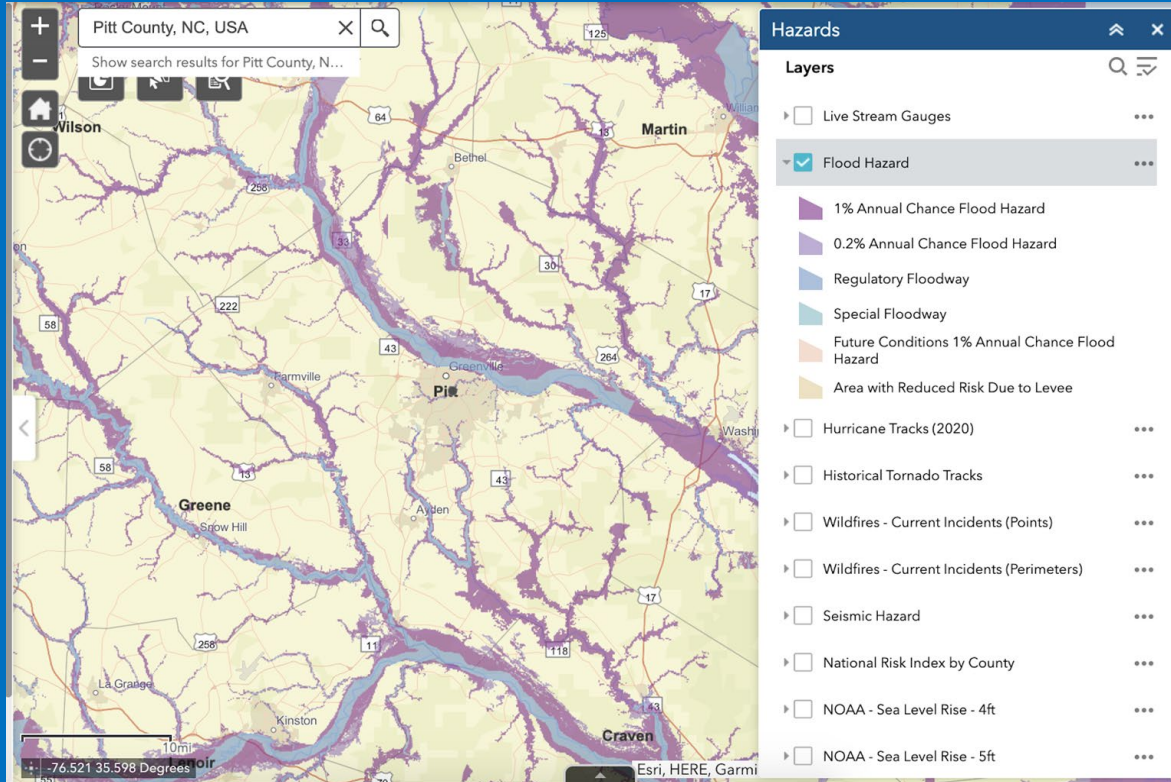 +
Pitt County, NC, USA
Show search results for Pitt County, N...
−
Wilson
64
125
13
Martin
Bethel
258
33
30
17
222
58
43
264
Greenville
Farmville
Pitt
58
13
43
Greene
Snow Hill
Ayden
17
258
11
118
La Grange
43
Kinston
Craven
10mi
Lenoir
-76.521 35.598 Degrees
Esri, HERE, Garmi
Hazards
Layers
Live Stream Gauges
Flood Hazard
1% Annual Chance Flood Hazard
0.2% Annual Chance Flood Hazard
Regulatory Floodway
Special Floodway
Future Conditions 1% Annual Chance Flood
Hazard
Area with Reduced Risk Due to Levee
Hurricane Tracks (2020)
Historical Tornado Tracks
Wildfires - Current Incidents (Points)
Wildfires - Current Incidents (Perimeters)
Seismic Hazard
National Risk Index by County
NOAA - Sea Level Rise - 4ft
NOAA - Sea Level Rise - 5ft